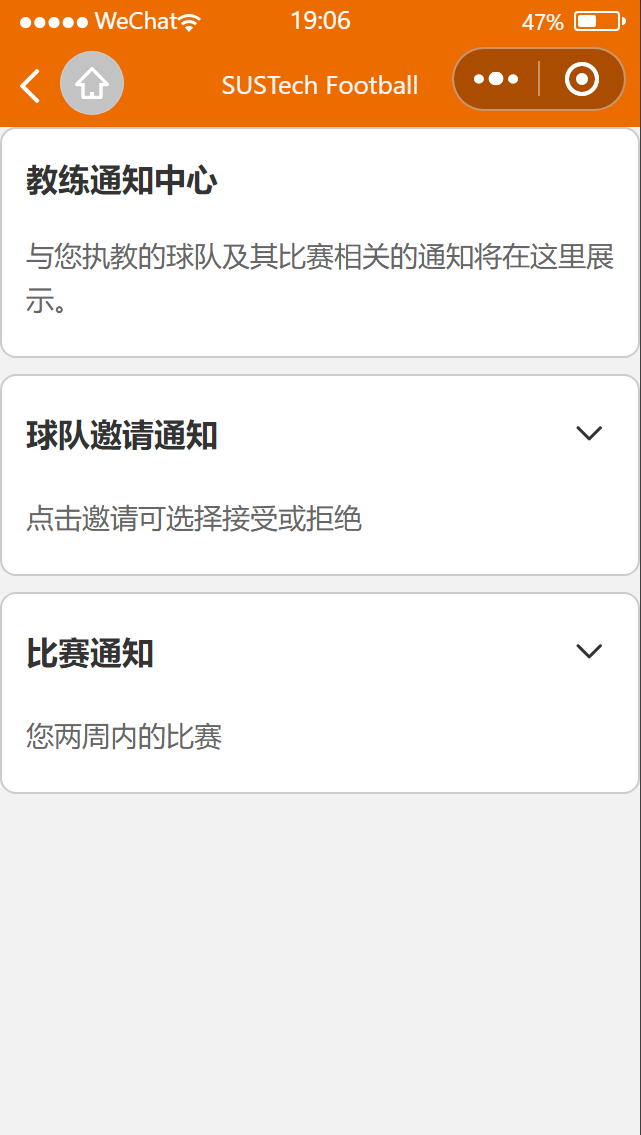 ●●●●● WeChat 19:06 47%
SUSTech Football
教练通知中心
与您执教的球队及其比赛相关的通知将在这里展
示。
球队邀请通知
点击邀请可选择接受或拒绝
比赛通知
您两周内的比赛